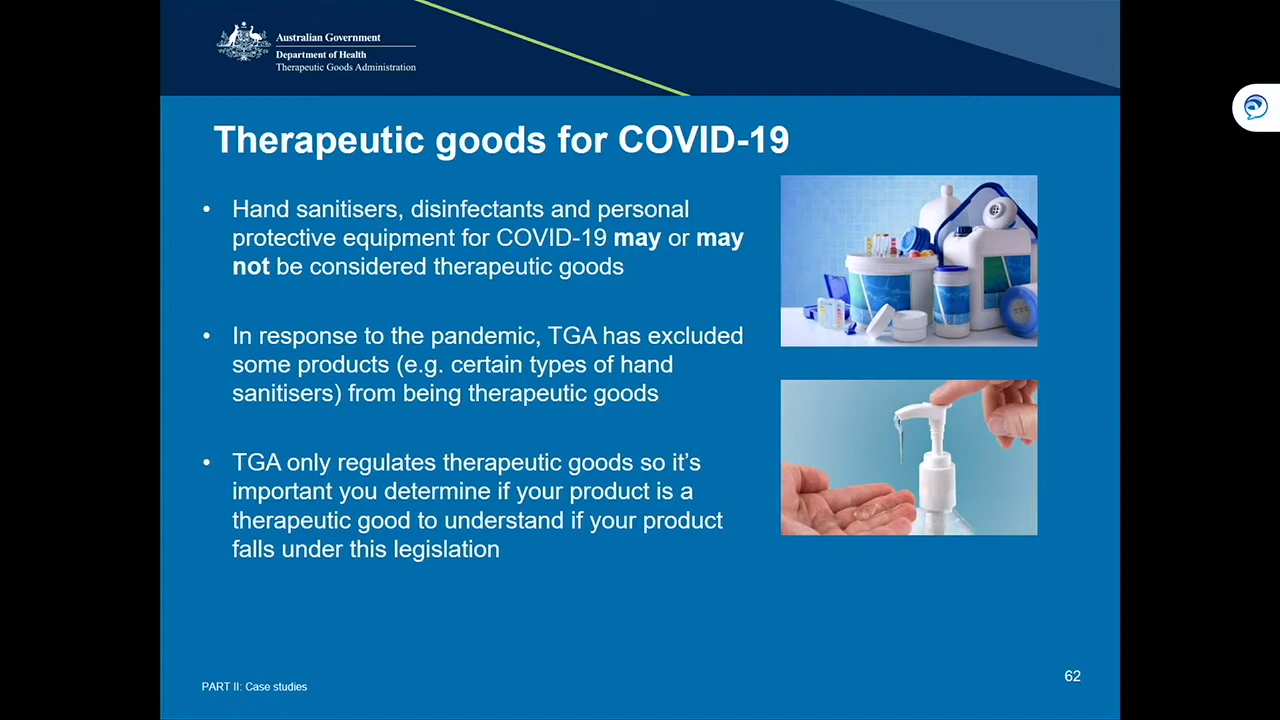 Australian Government
Department of Health
Therapeutic Goods Administration
Therapeutic goods for COVID-19
• Hand sanitisers, disinfectants and personal
protective equipment for COVID-19 may or may
not be considered therapeutic goods
• In response to the pandemic, TGA has excluded
some products (e.g. certain types of hand
sanitisers) from being therapeutic goods
• TGA only regulates therapeutic goods so it’s
important you determine if your product is a
therapeutic good to understand if your product
falls under this legislation
PART II: Case studies
62